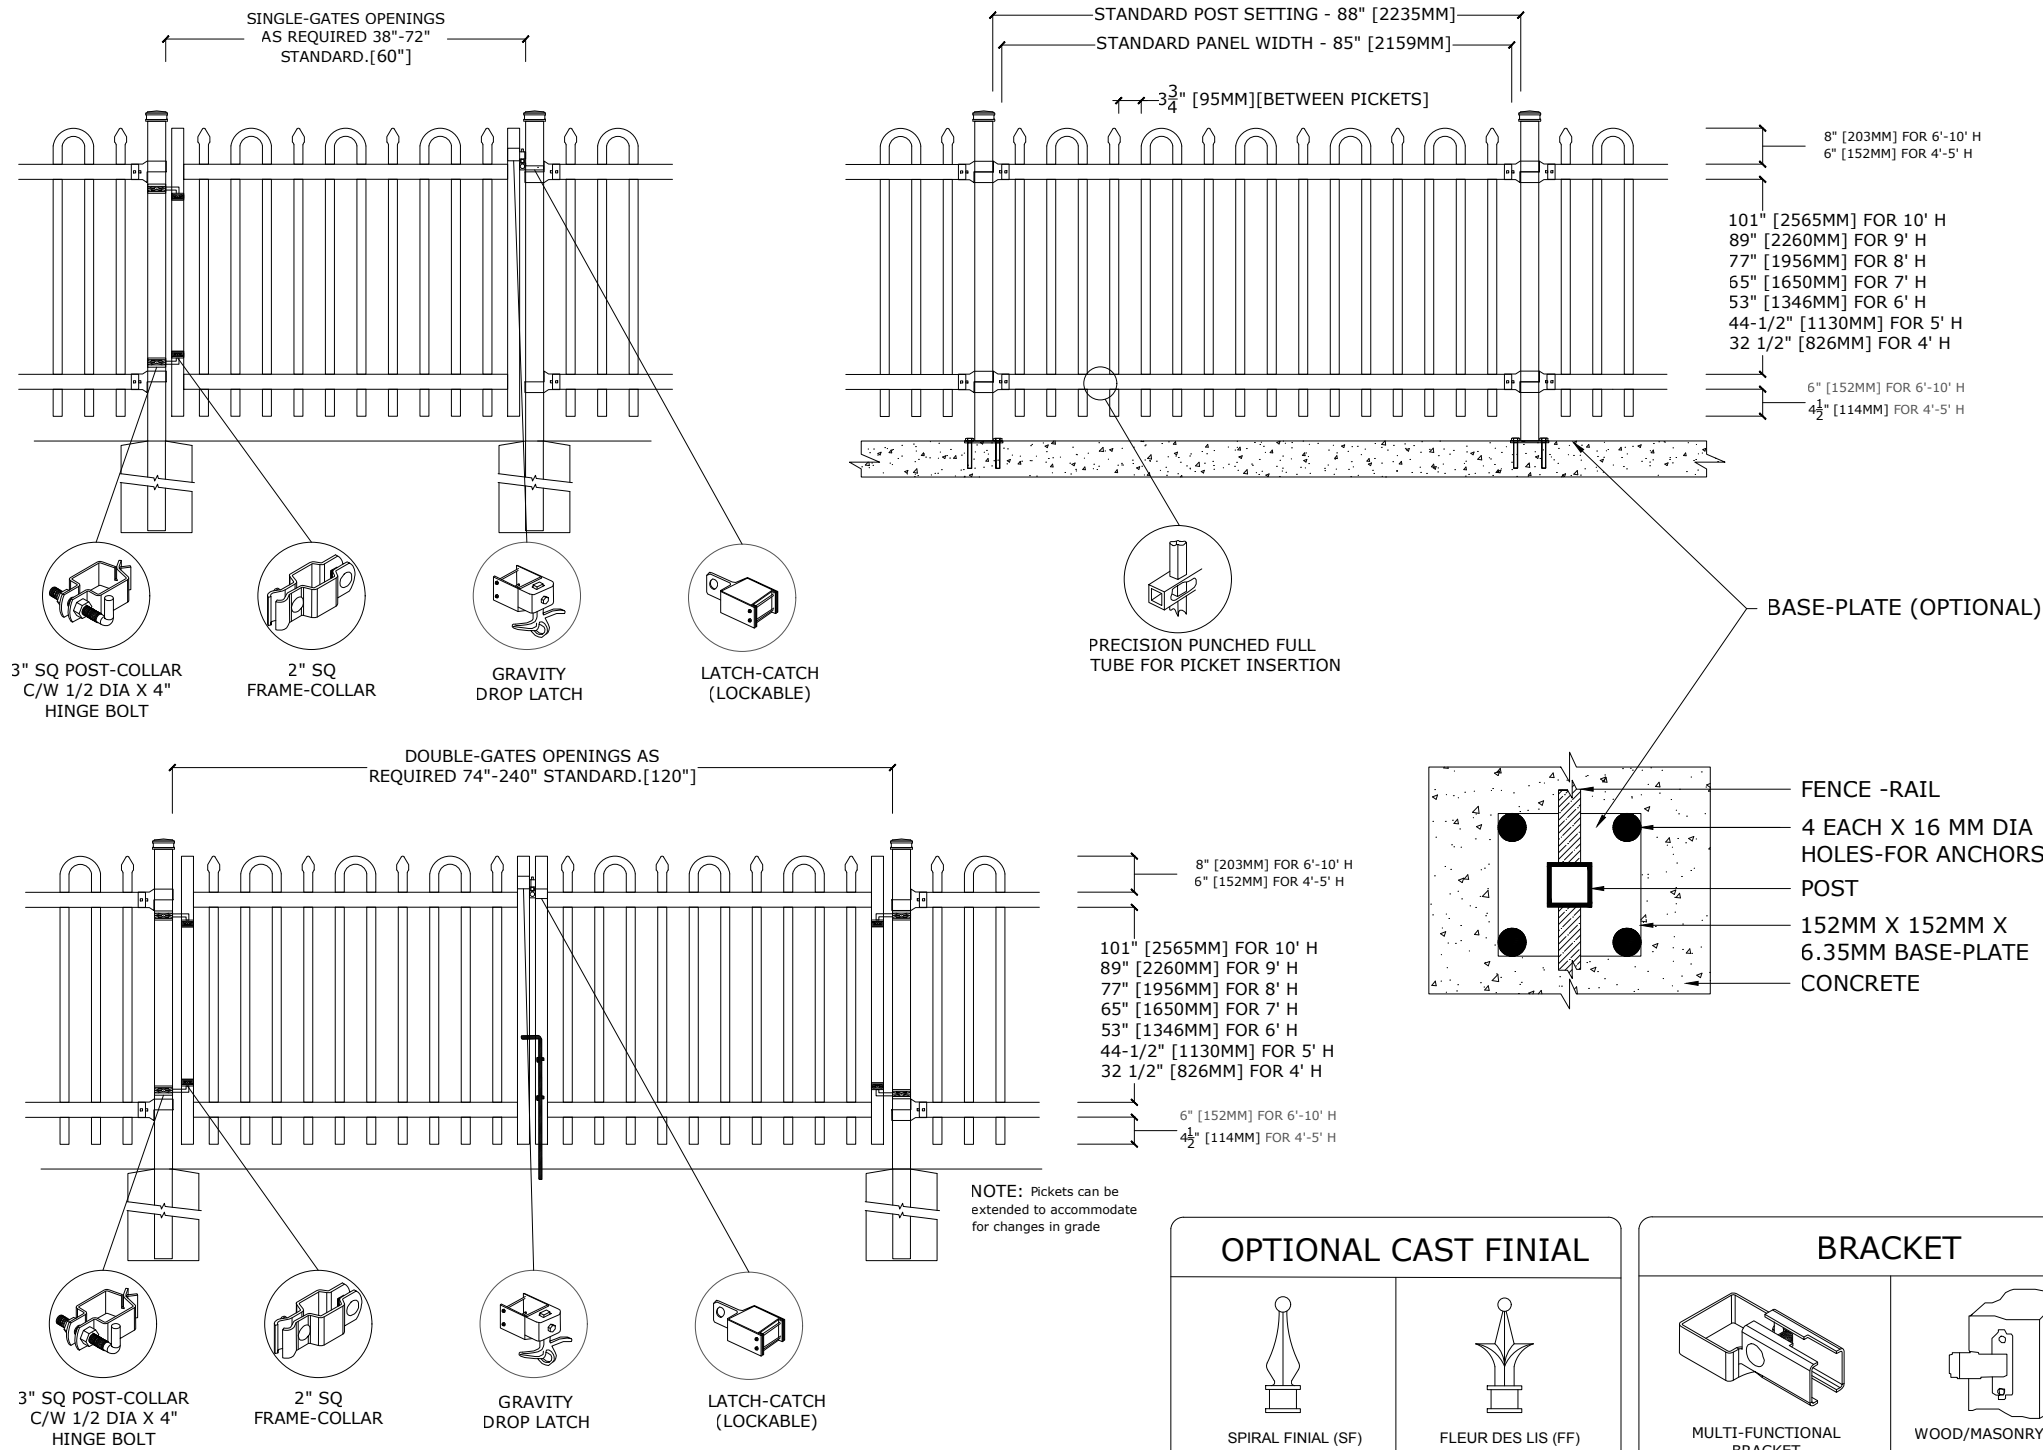 SINGLE-GATES OPENINGS
AS REQUIRED 38"-72"
STANDARD.[60"]
STANDARD POST SETTING - 88" [2235MM]
STANDARD PANEL WIDTH - 85" [2159MM]
3 3/4" [95MM][BETWEEN PICKETS]
8" [203MM] FOR 6'-10' H
6" [152MM] FOR 4'-5' H
101" [2565MM] FOR 10' H
89" [2260MM] FOR 9' H
77" [1956MM] FOR 8' H
65" [1650MM] FOR 7' H
53" [1346MM] FOR 6' H
44-1/2" [1130MM] FOR 5' H
32 1/2" [826MM] FOR 4' H
6" [152MM] FOR 6'-10' H
4 1/2" [114MM] FOR 4'-5' H
3" SQ POST-COLLAR
C/W 1/2 DIA X 4"
HINGE BOLT
2" SQ
FRAME-COLLAR
GRAVITY
DROP LATCH
LATCH-CATCH
(LOCKABLE)
PRECISION PUNCHED FULL
TUBE FOR PICKET INSERTION
BASE-PLATE (OPTIONAL)
FENCE -RAIL
4 EACH X 16 MM DIA
HOLES-FOR ANCHORS
POST
152MM X 152MM X
6.35MM BASE-PLATE
CONCRETE
DOUBLE-GATES OPENINGS AS
REQUIRED 74"-240" STANDARD.[120"]
8" [203MM] FOR 6'-10' H
6" [152MM] FOR 4'-5' H
101" [2565MM] FOR 10' H
89" [2260MM] FOR 9' H
77" [1956MM] FOR 8' H
65" [1650MM] FOR 7' H
53" [1346MM] FOR 6' H
44-1/2" [1130MM] FOR 5' H
32 1/2" [826MM] FOR 4' H
6" [152MM] FOR 6'-10' H
4 1/2" [114MM] FOR 4'-5' H
NOTE: Pickets can be
extended to accommodate
for changes in grade
3" SQ POST-COLLAR
C/W 1/2 DIA X 4"
HINGE BOLT
2" SQ
FRAME-COLLAR
GRAVITY
DROP LATCH
LATCH-CATCH
(LOCKABLE)
OPTIONAL CAST FINIAL
SPIRAL FINIAL (SF)
FLEUR DES LIS (FF)
BRACKET
MULTI-FUNCTIONAL
BRACKET
WOOD/MASONRY